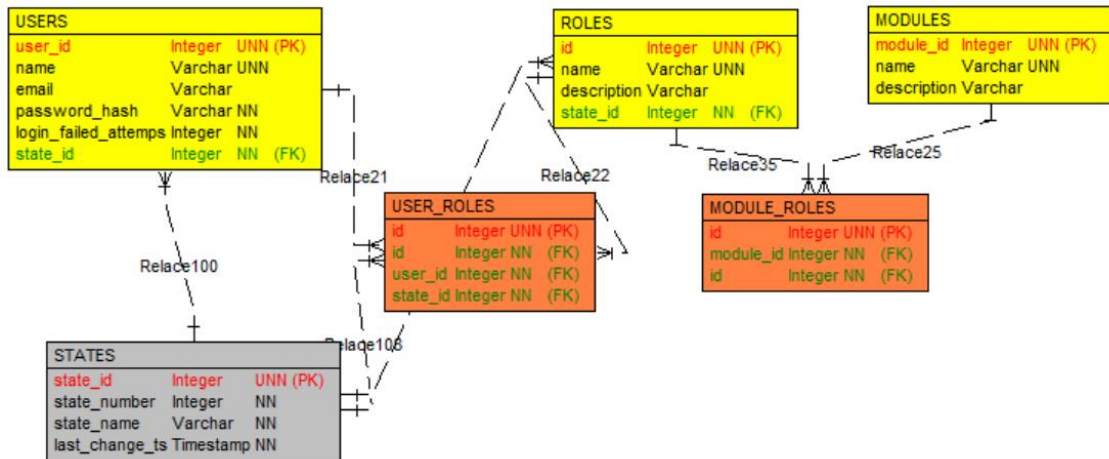 USERS
user_id Integer UNN (PK)
name Varchar UNN
email Varchar
password_hash Varchar NN
login_failed_attemps Integer NN
state_id Integer NN (FK)
ROLES
id Integer UNN (PK)
name Varchar UNN
description Varchar
state_id Integer NN (FK)
MODULES
module_id Integer UNN (PK)
name Varchar UNN
description Varchar
Relace21
Relace22
Relace35
Relace25
USER_ROLES
id Integer UNN (PK)
id Integer NN (FK)
user_id Integer NN (FK)
state_id Integer NN (FK)
MODULE_ROLES
id Integer UNN (PK)
module_id Integer NN (FK)
id Integer NN (FK)
Relace100
STATES
state_id Integer UNN (PK)
state_number Integer NN
state_name Varchar NN
last_change_ts Timestamp NN